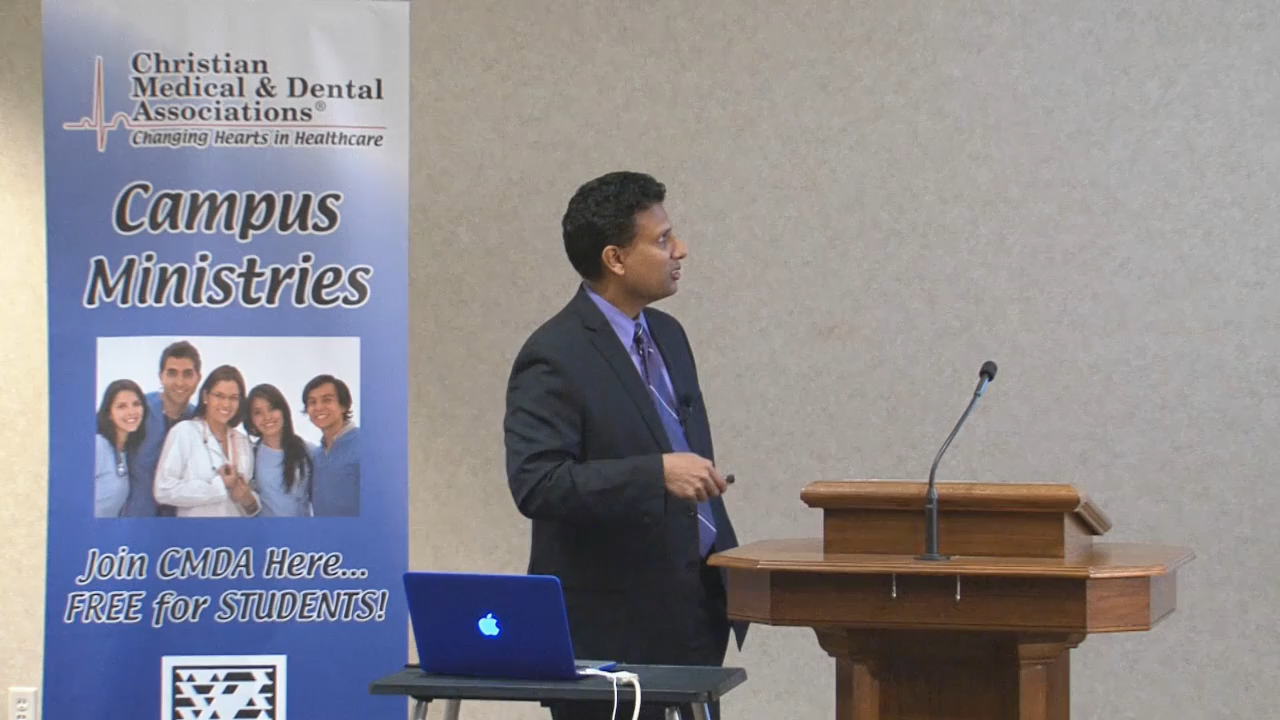 Christian
Medical & Dental
Associations®
Changing Hearts in Healthcare
Campus
Ministries
Join CMDA Here...
FREE for STUDENTS!